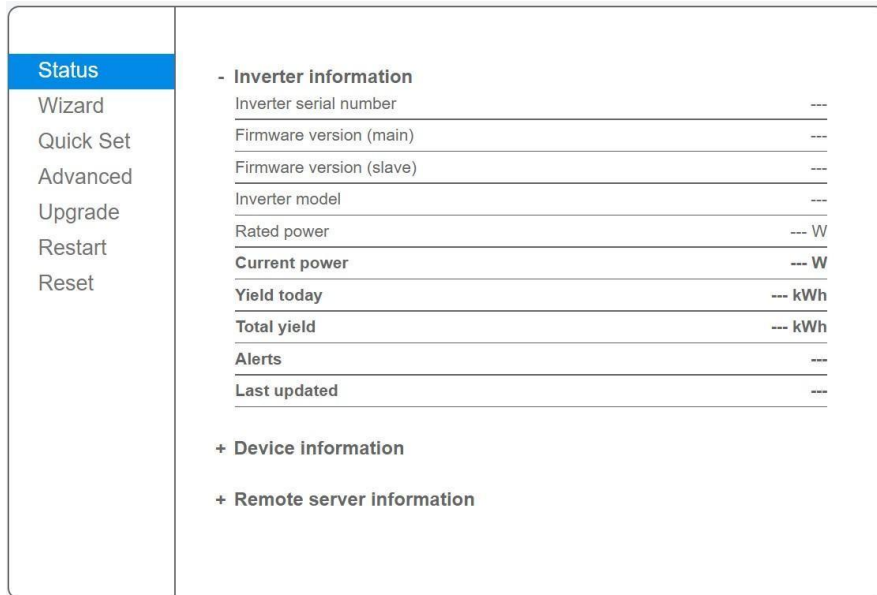 Status
Wizard
Quick Set
Advanced
Upgrade
Restart
Reset
- Inverter information
Inverter serial number ---
Firmware version (main) ---
Firmware version (slave) ---
Inverter model ---
Rated power --- W
Current power --- W
Yield today --- kWh
Total yield --- kWh
Alerts ---
Last updated ---
+ Device information
+ Remote server information